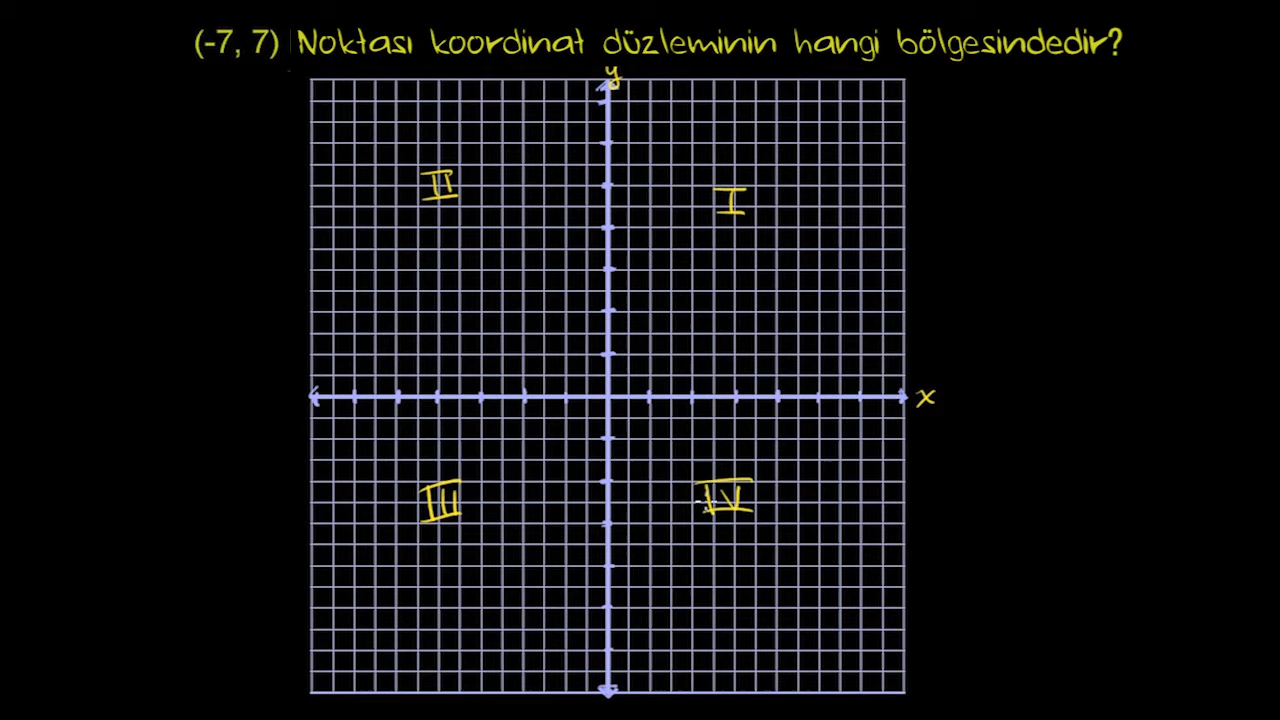 (-7, 7) Noktası koordinat düzleminin hangi bölgesindedir?
y
II
I
x
III
IV